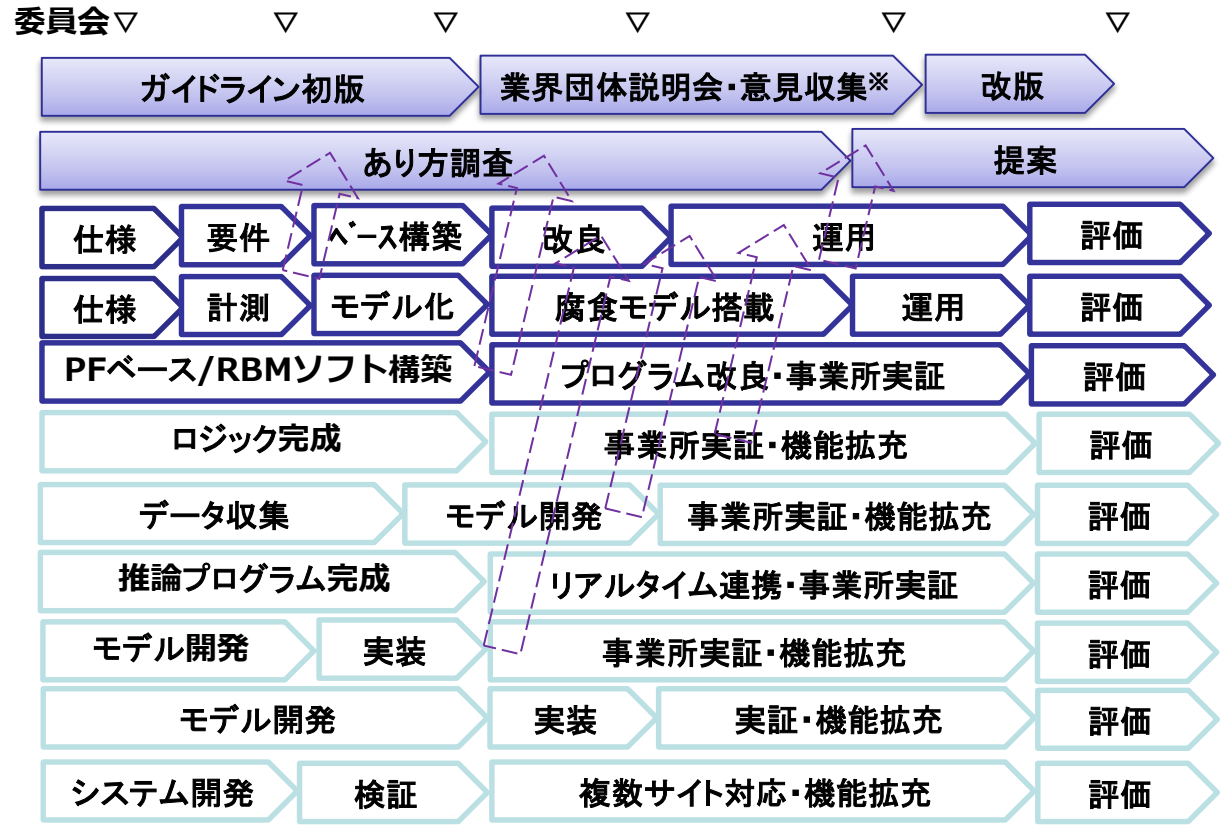 委員会▽ ▽ ▽ ▽ ▽ ▽
ガイドライン初版 業界団体説明会・意見収集※ 改版
あり方調査 提案
仕様 要件 ベース構築 改良 運用 評価
仕様 計測 モデル化 腐食モデル搭載 運用 評価
PFベース/RBMソフト構築 プログラム改良・事業所実証 評価
ロジック完成 事業所実証・機能拡充 評価
データ収集 モデル開発 事業所実証・機能拡充 評価
推論プログラム完成 リアルタイム連携・事業所実証 評価
モデル開発 実装 事業所実証・機能拡充 評価
モデル開発 実装 実証・機能拡充 評価
システム開発 検証 複数サイト対応・機能拡充 評価